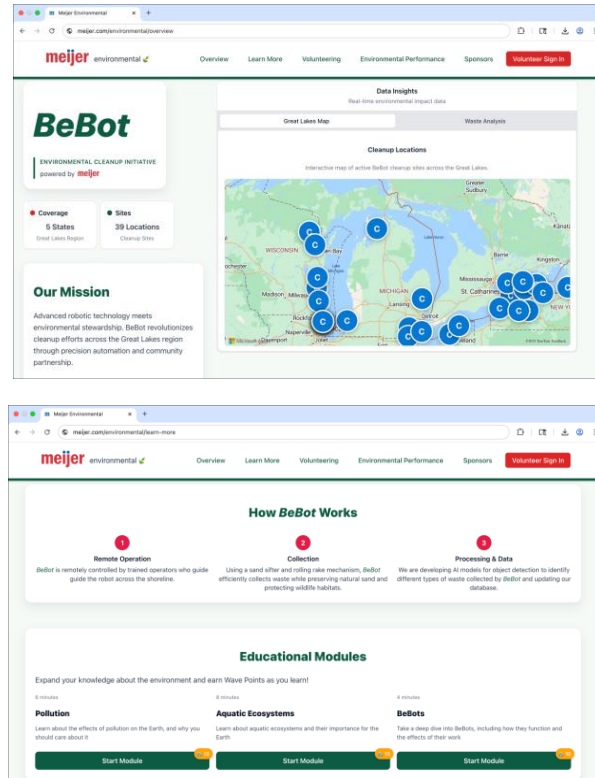 Meijer Environmental
meijer.com/environmental/overview
meijer environmental
Overview Learn More Volunteering Environmental Performance Sponsors Volunteer Sign In
BeBot
ENVIRONMENTAL CLEANUP INITIATIVE
powered by meijer
Coverage
5 States
Great Lakes Region
Sites
39 Locations
Cleanup Sites
Our Mission
Advanced robotic technology meets
environmental stewardship. BeBot revolutionizes
cleanup efforts across the Great Lakes region
through precision automation and community
partnership.
Data Insights
Real-time environmental impact data
Great Lakes Map Waste Analysis
Cleanup Locations
Interactive map of active BeBot cleanup sites across the Great Lakes.
Greater
Sudbury
WISCONSIN
Barrie
Kingston
Madison
MICHIGAN
Mississauga
St. Catharines
Lansing
Detroit
Naperville
Davenport
Joliet
Microsoft
Meijer Environmental
meijer.com/environmental/learn-more
meijer environmental
Overview Learn More Volunteering Environmental Performance Sponsors Volunteer Sign In
How BeBot Works
1
Remote Operation
BeBot is remotely controlled by trained operators who guide
guide the robot across the shoreline.
2
Collection
Using a sand sifter and rolling rake mechanism, BeBot
efficiently collects waste while preserving natural sand and
protecting wildlife habitats.
3
Processing & Data
We are developing AI models for object detection to identify
different types of waste collected by BeBot and updating our
database.
Educational Modules
Expand your knowledge about the environment and earn Wave Points as you learn!
6 minutes
Pollution
Learn about the effects of pollution on the Earth, and why you
should care about it
Start Module
8 minutes
Aquatic Ecosystems
Learn about aquatic ecosystems and their importance for the
Earth
Start Module
4 minutes
BeBots
Take a deep dive into BeBots, including how they function and
the effects of their work
Start Module